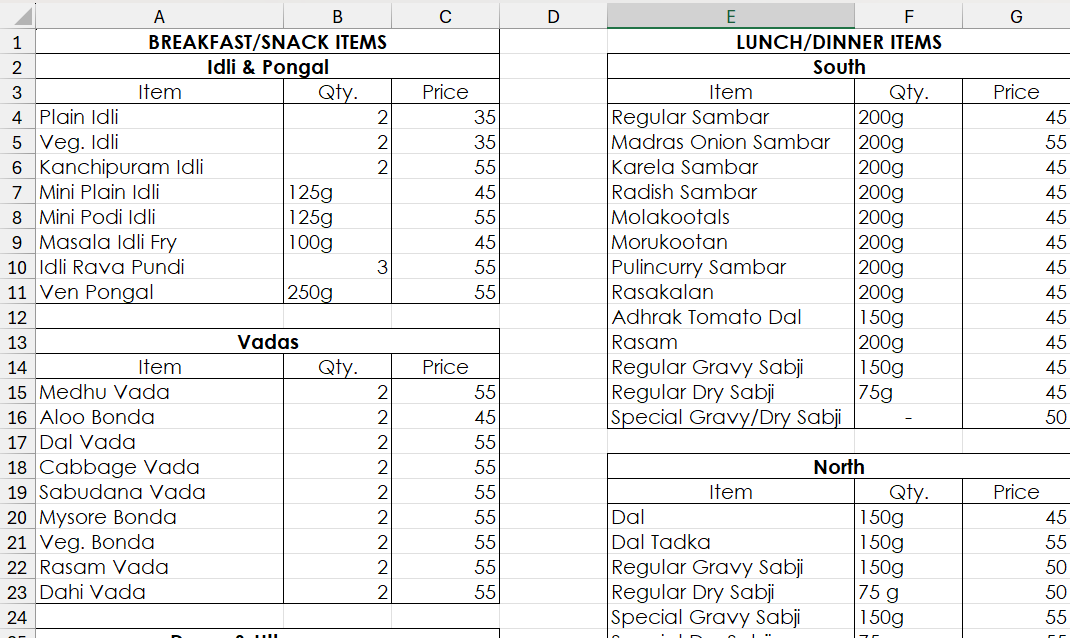 A B C D E F G
1 BREAKFAST/SNACK ITEMS LUNCH/DINNER ITEMS
2 Idli & Pongal South
3 Item Qty. Price Item Qty. Price
4 Plain Idli 2 35 Regular Sambar 200g 45
5 Veg. Idli 2 35 Madras Onion Sambar 200g 55
6 Kanchipuram Idli 2 55 Karela Sambar 200g 45
7 Mini Plain Idli 125g 45 Radish Sambar 200g 45
8 Mini Podi Idli 125g 55 Molakootals 200g 45
9 Masala Idli Fry 100g 45 Morukootan 200g 45
10 Idli Rava Pundi 3 55 Pulincurry Sambar 200g 45
11 Ven Pongal 250g 55 Rasakalan 200g 45
12 Adhrak Tomato Dal 150g 45
13 Vadas Rasam 200g 45
14 Item Qty. Price Regular Gravy Sabji 150g 45
15 Medhu Vada 2 55 Regular Dry Sabji 75g 45
16 Aloo Bonda 2 45 Special Gravy/Dry Sabji - 50
17 Dal Vada 2 55
18 Cabbage Vada 2 55 North
19 Sabudana Vada 2 55 Item Qty. Price
20 Mysore Bonda 2 55 Dal 150g 45
21 Veg. Bonda 2 55 Dal Tadka 150g 55
22 Rasam Vada 2 55 Regular Gravy Sabji 150g 50
23 Dahi Vada 2 55 Regular Dry Sabji 75 g 50
24 Special Gravy Sabji 150g 55